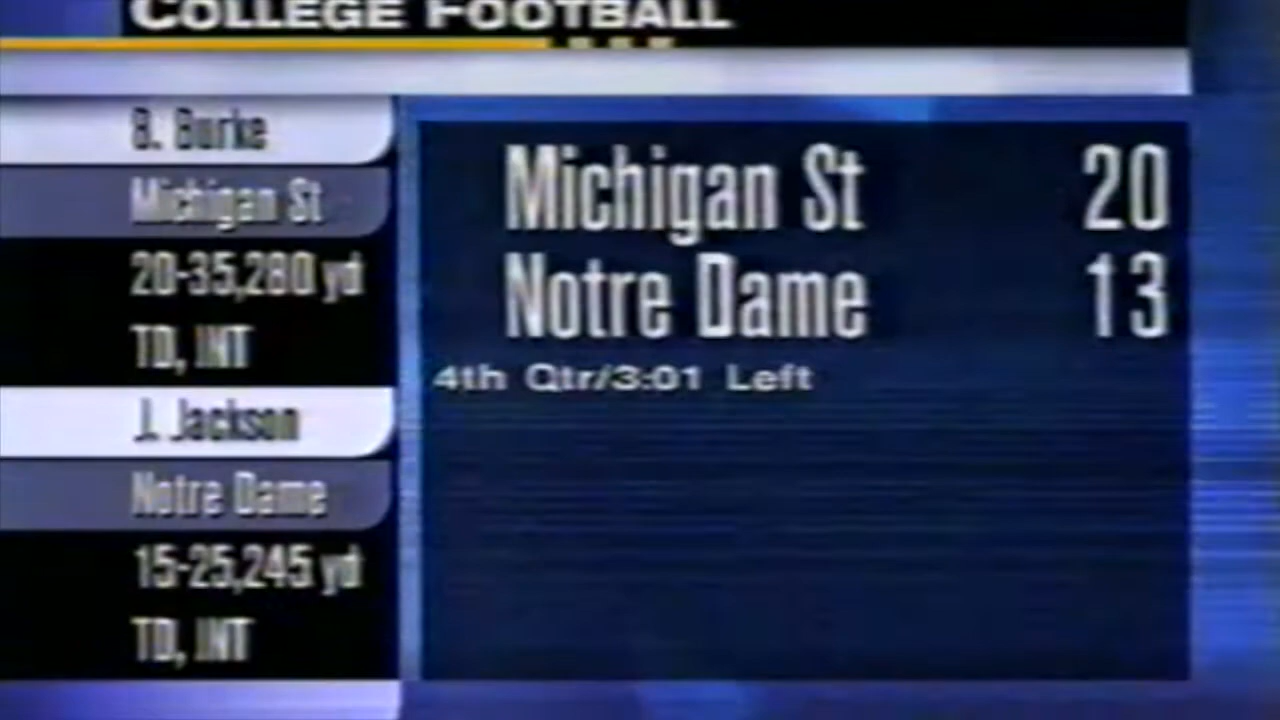 COLLEGE FOOTBALL
B. Burke
Michigan St
20-35,280 yd
TD, INT
J. Jackson
Notre Dame
15-25,245 yd
TD, INT
Michigan St 20
Notre Dame 13
4th Qtr/3:01 Left